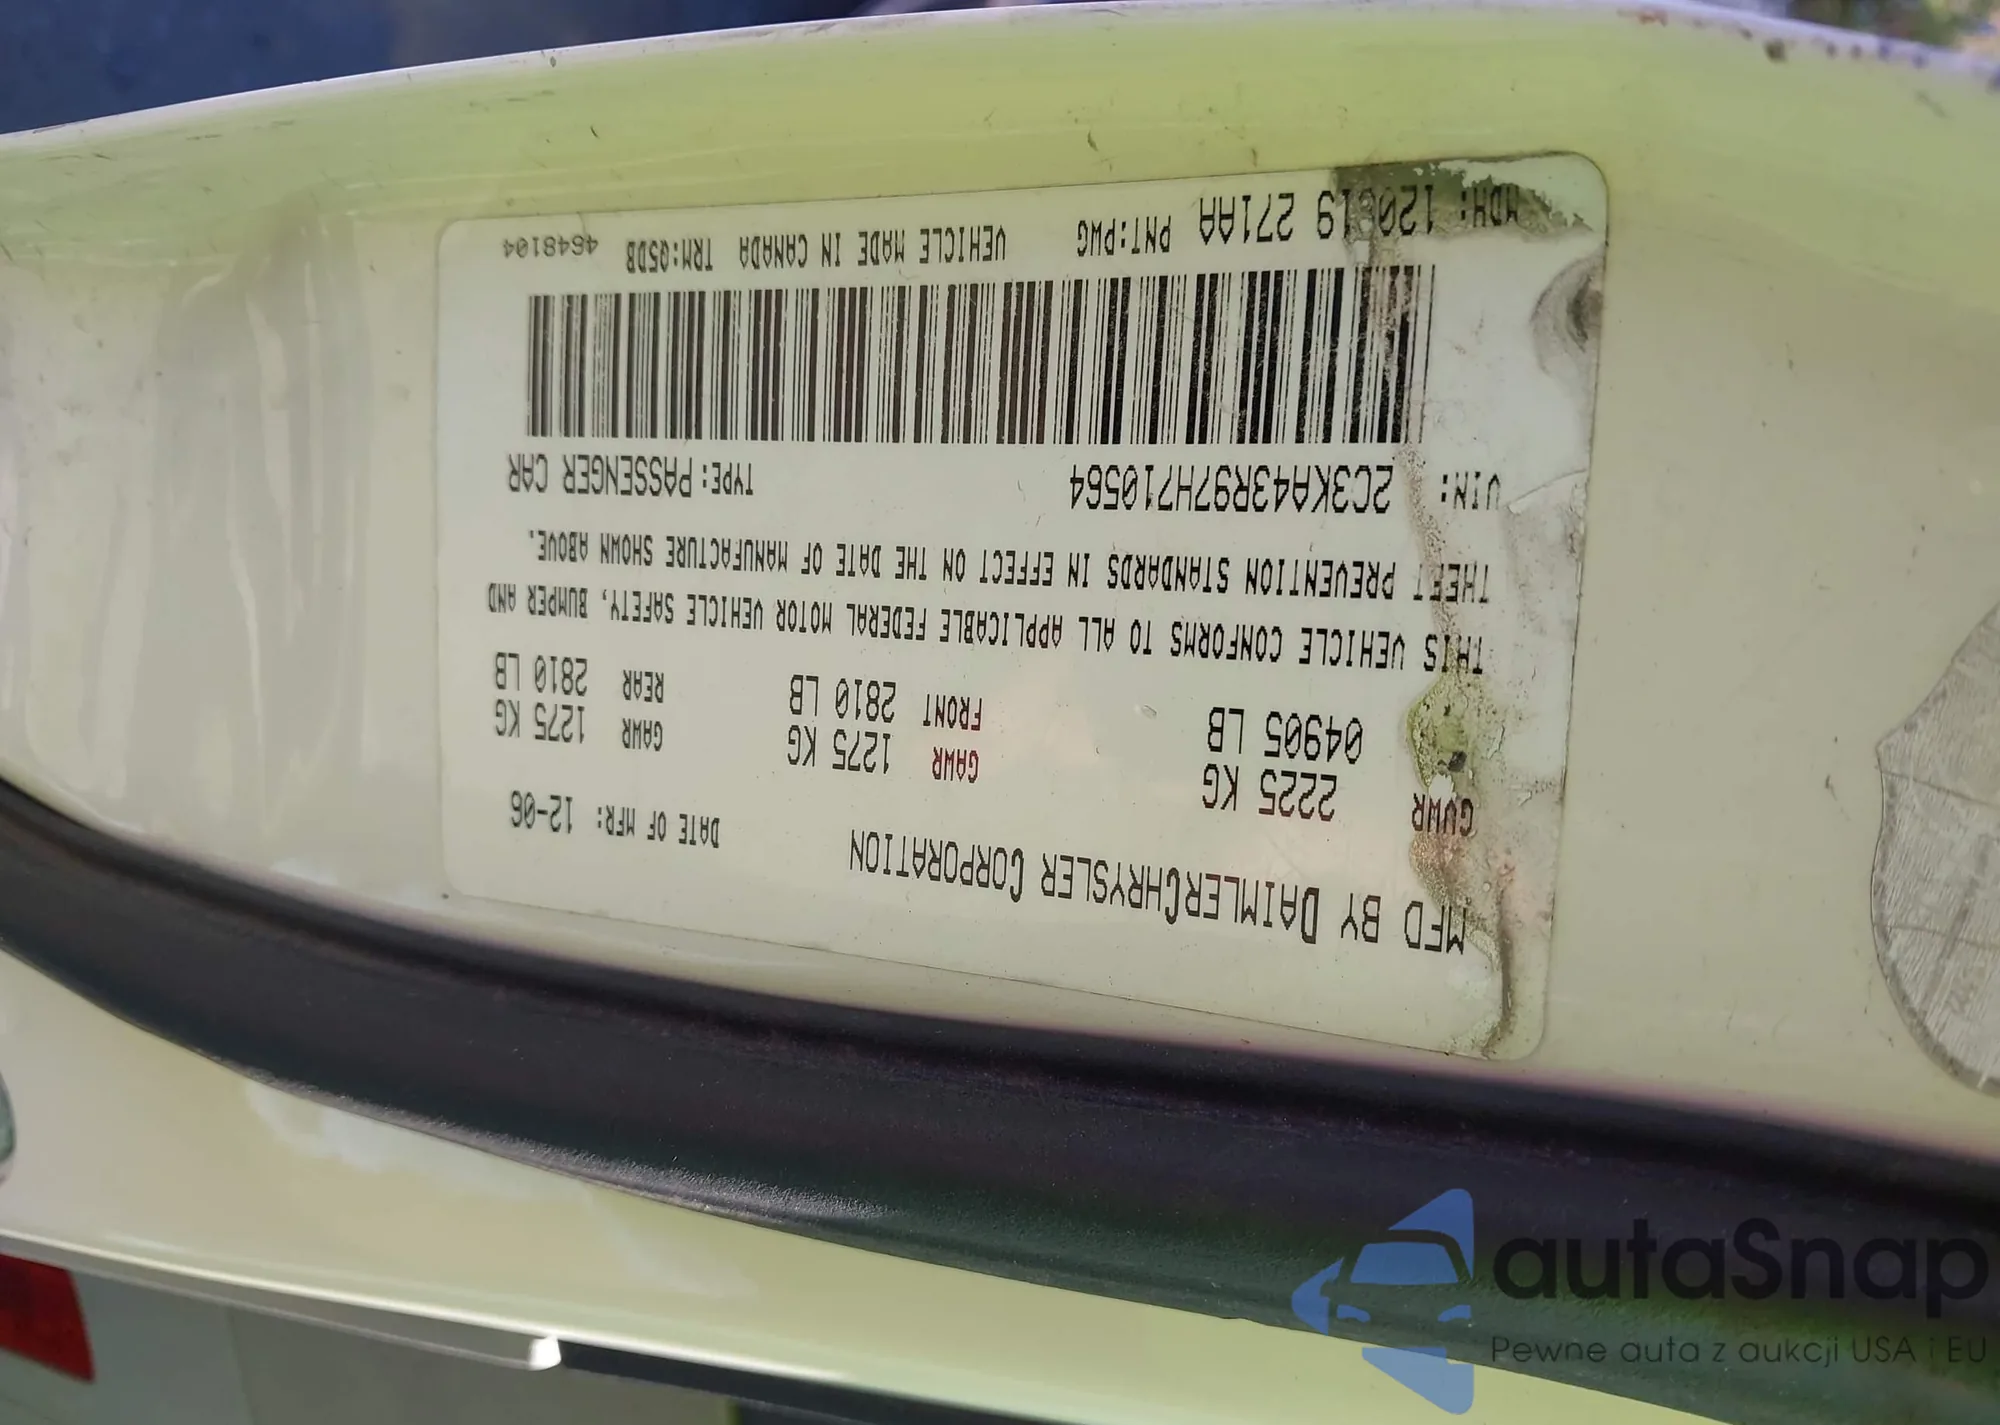 MFD BY DAIMLERCHRYSLER CORPORATION DATE OF MFR: 12-06
GVWR 2225 KG GAWR 1275 KG GAWR 1275 KG
04905 LB FRONT 2810 LB REAR 2810 LB
THIS VEHICLE CONFORMS TO ALL APPLICABLE FEDERAL MOTOR VEHICLE SAFETY, BUMPER AND
THEFT PREVENTION STANDARDS IN EFFECT ON THE DATE OF MANUFACTURE SHOWN ABOVE.
VIN: 2C3KA43R97H710564 TYPE: PASSENGER CAR
MDH: 120619 271AA PNT:PWG VEHICLE MADE IN CANADA TRM:05DB 4648104
autaSnap
Pewne auta z aukcji USA i EU